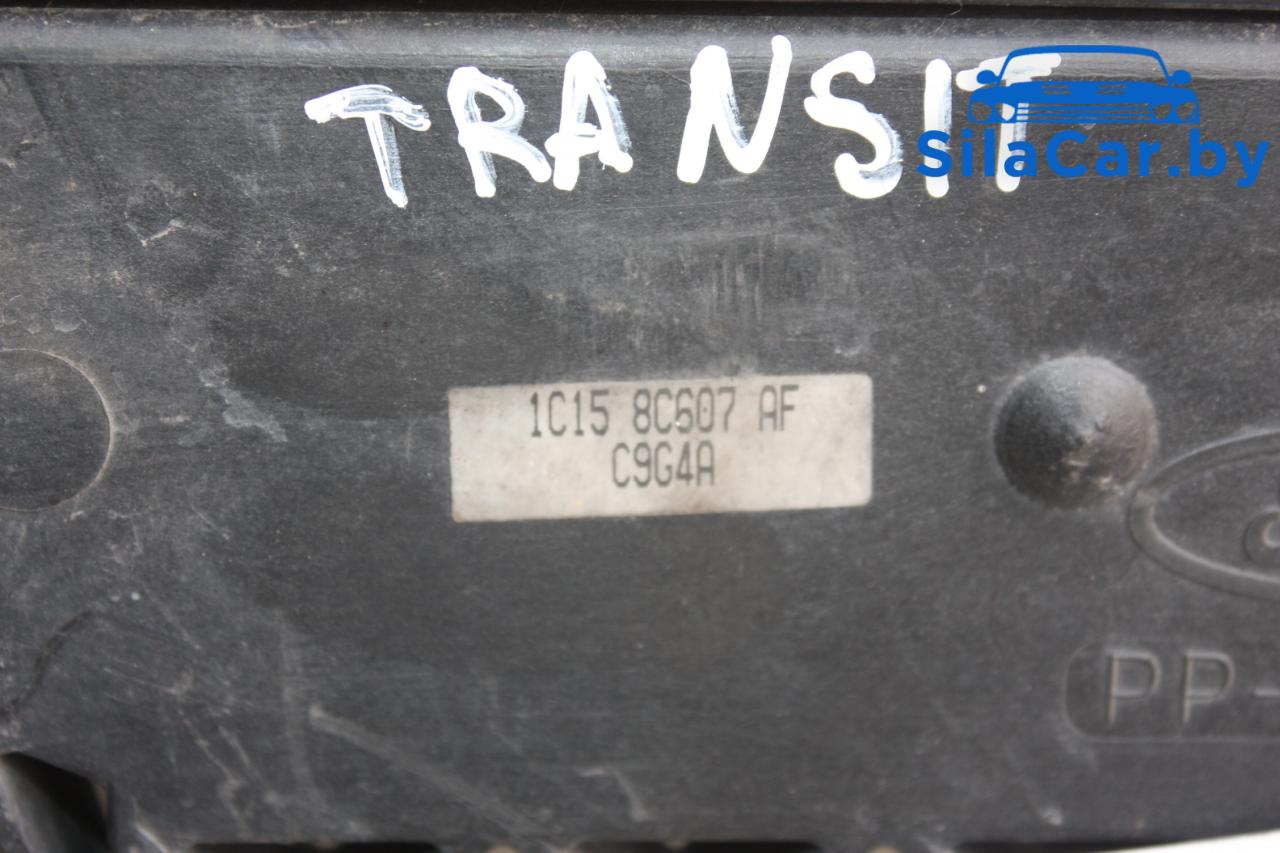 TRANSIT
SilaCar.by
1C15 8C607 AF
C9G4A
PP-